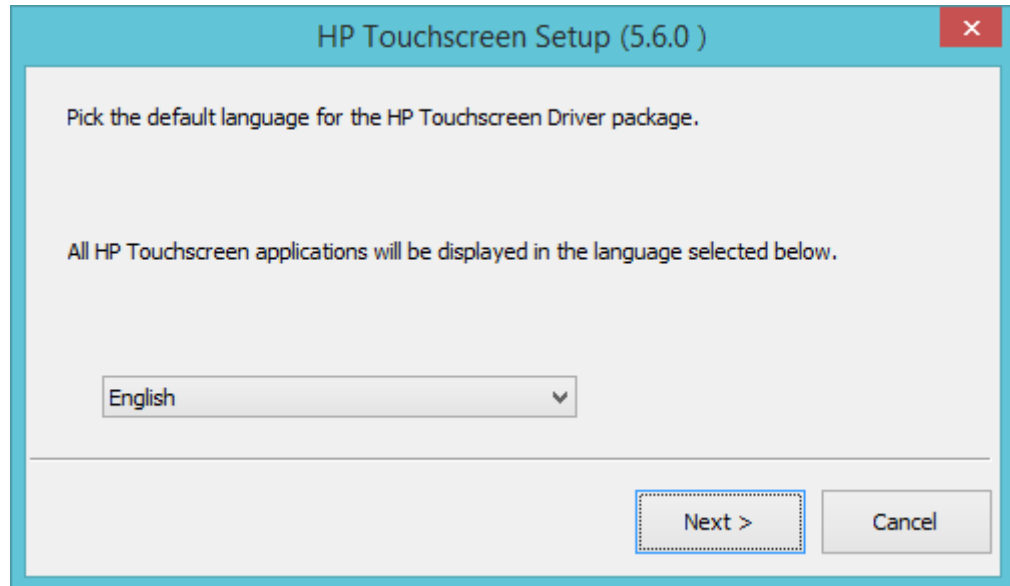 HP Touchscreen Setup (5.6.0 )
Pick the default language for the HP Touchscreen Driver package.
All HP Touchscreen applications will be displayed in the language selected below.
English
Next >
Cancel